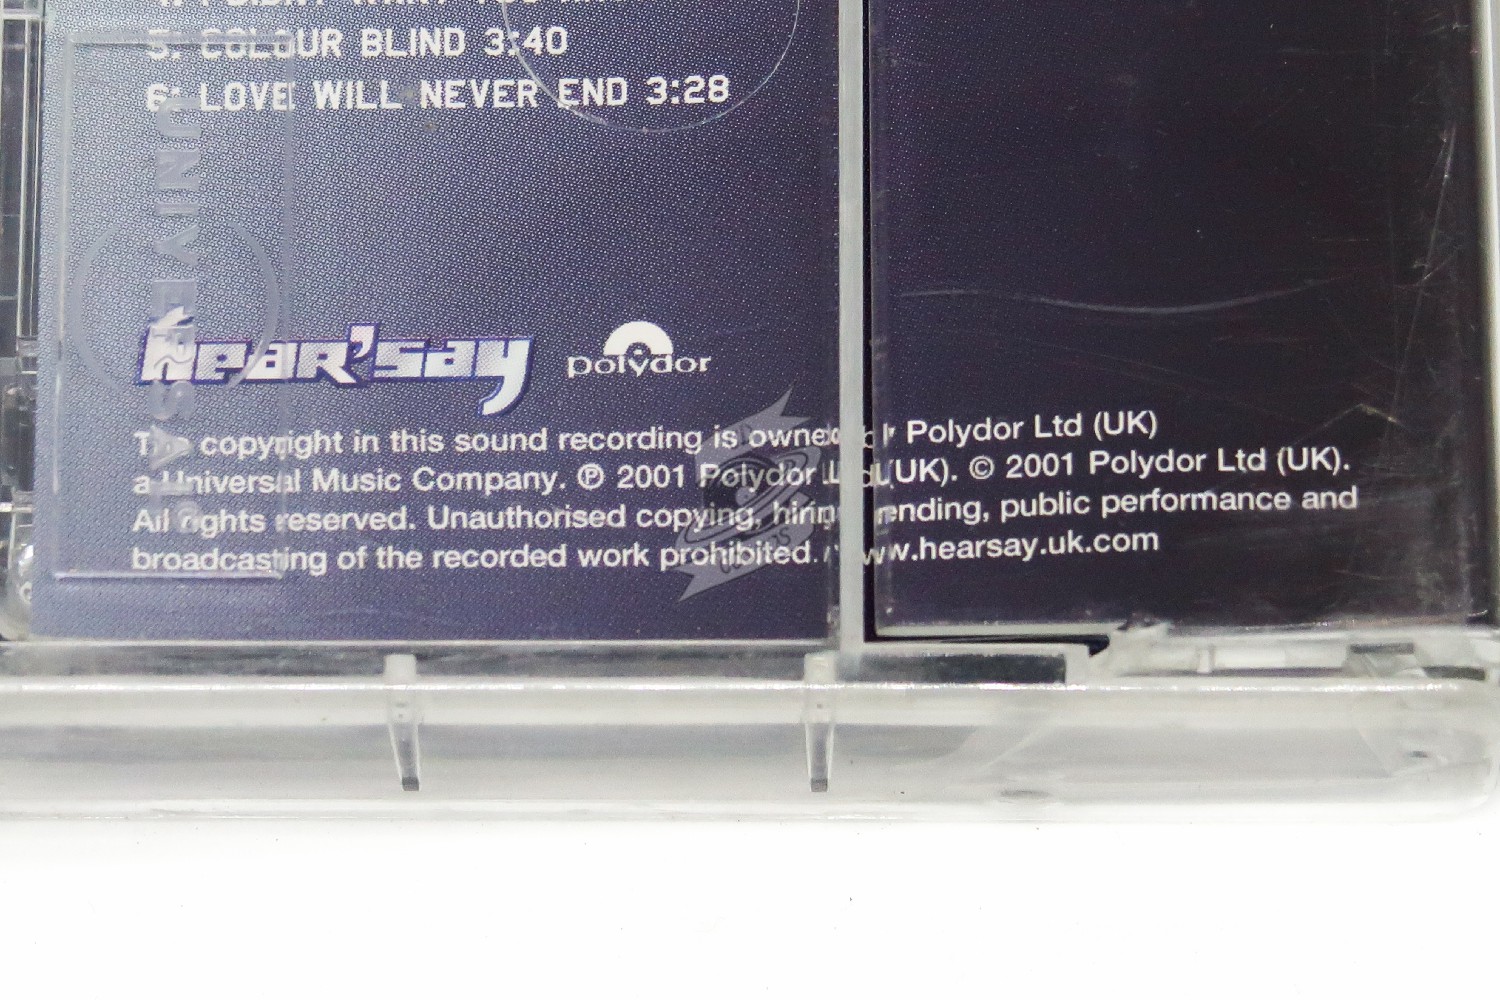 5: COLOUR BLIND 3:40
6: LOVE WILL NEVER END 3:28
UNIVERSAL
hear'say polydor
The copyright in this sound recording is owned by Polydor Ltd (UK)
a Universal Music Company. ℗ 2001 Polydor Ltd (UK). © 2001 Polydor Ltd (UK).
All rights reserved. Unauthorised copying, hiring, lending, public performance and
broadcasting of the recorded work prohibited. www.hearsay.uk.com